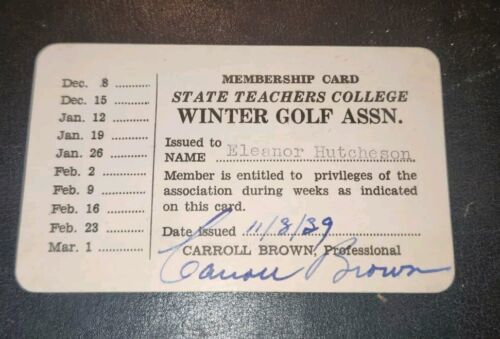 MEMBERSHIP CARD
STATE TEACHERS COLLEGE
WINTER GOLF ASSN.
Issued to
NAME Eleanor Hutcheson
Member is entitled to privileges of the
association during weeks as indicated
on this card.
Date issued 11/8/39
CARROLL BROWN, Professional
Carroll Brown
Dec. 8
Dec. 15
Jan. 12
Jan. 19
Jan. 26
Feb. 2
Feb. 9
Feb. 16
Feb. 23
Mar. 1